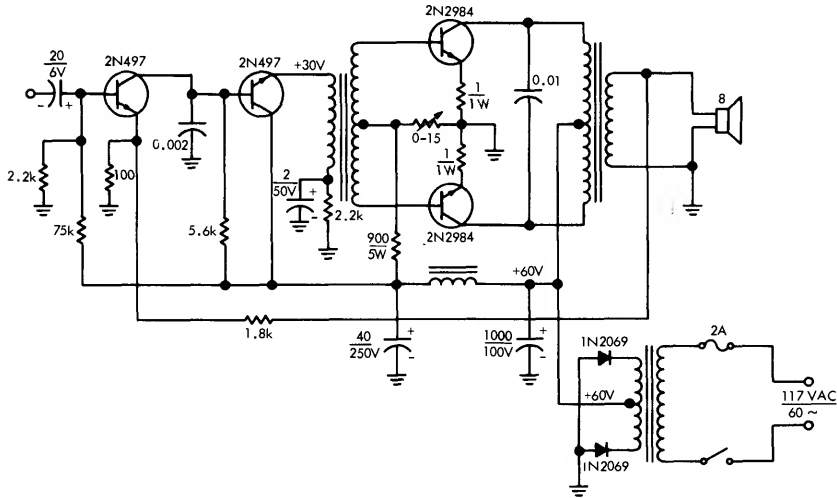 2N2984
20
6V
2N497
2N497
+30V
-
+
1
1W
0.01
8
0.002
0-15
1
1W
2.2k
100
2
50V
+
-
2.2k
2N2984
75k
5.6k
900
5W
+60V
1.8k
40
250V
+
-
1000
100V
+
-
1N2069
2A
+60V
117 VAC
60 ~
1N2069